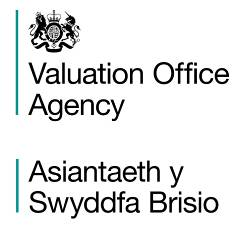 Valuation Office
Agency
Asiantaeth y
Swyddfa Brisio